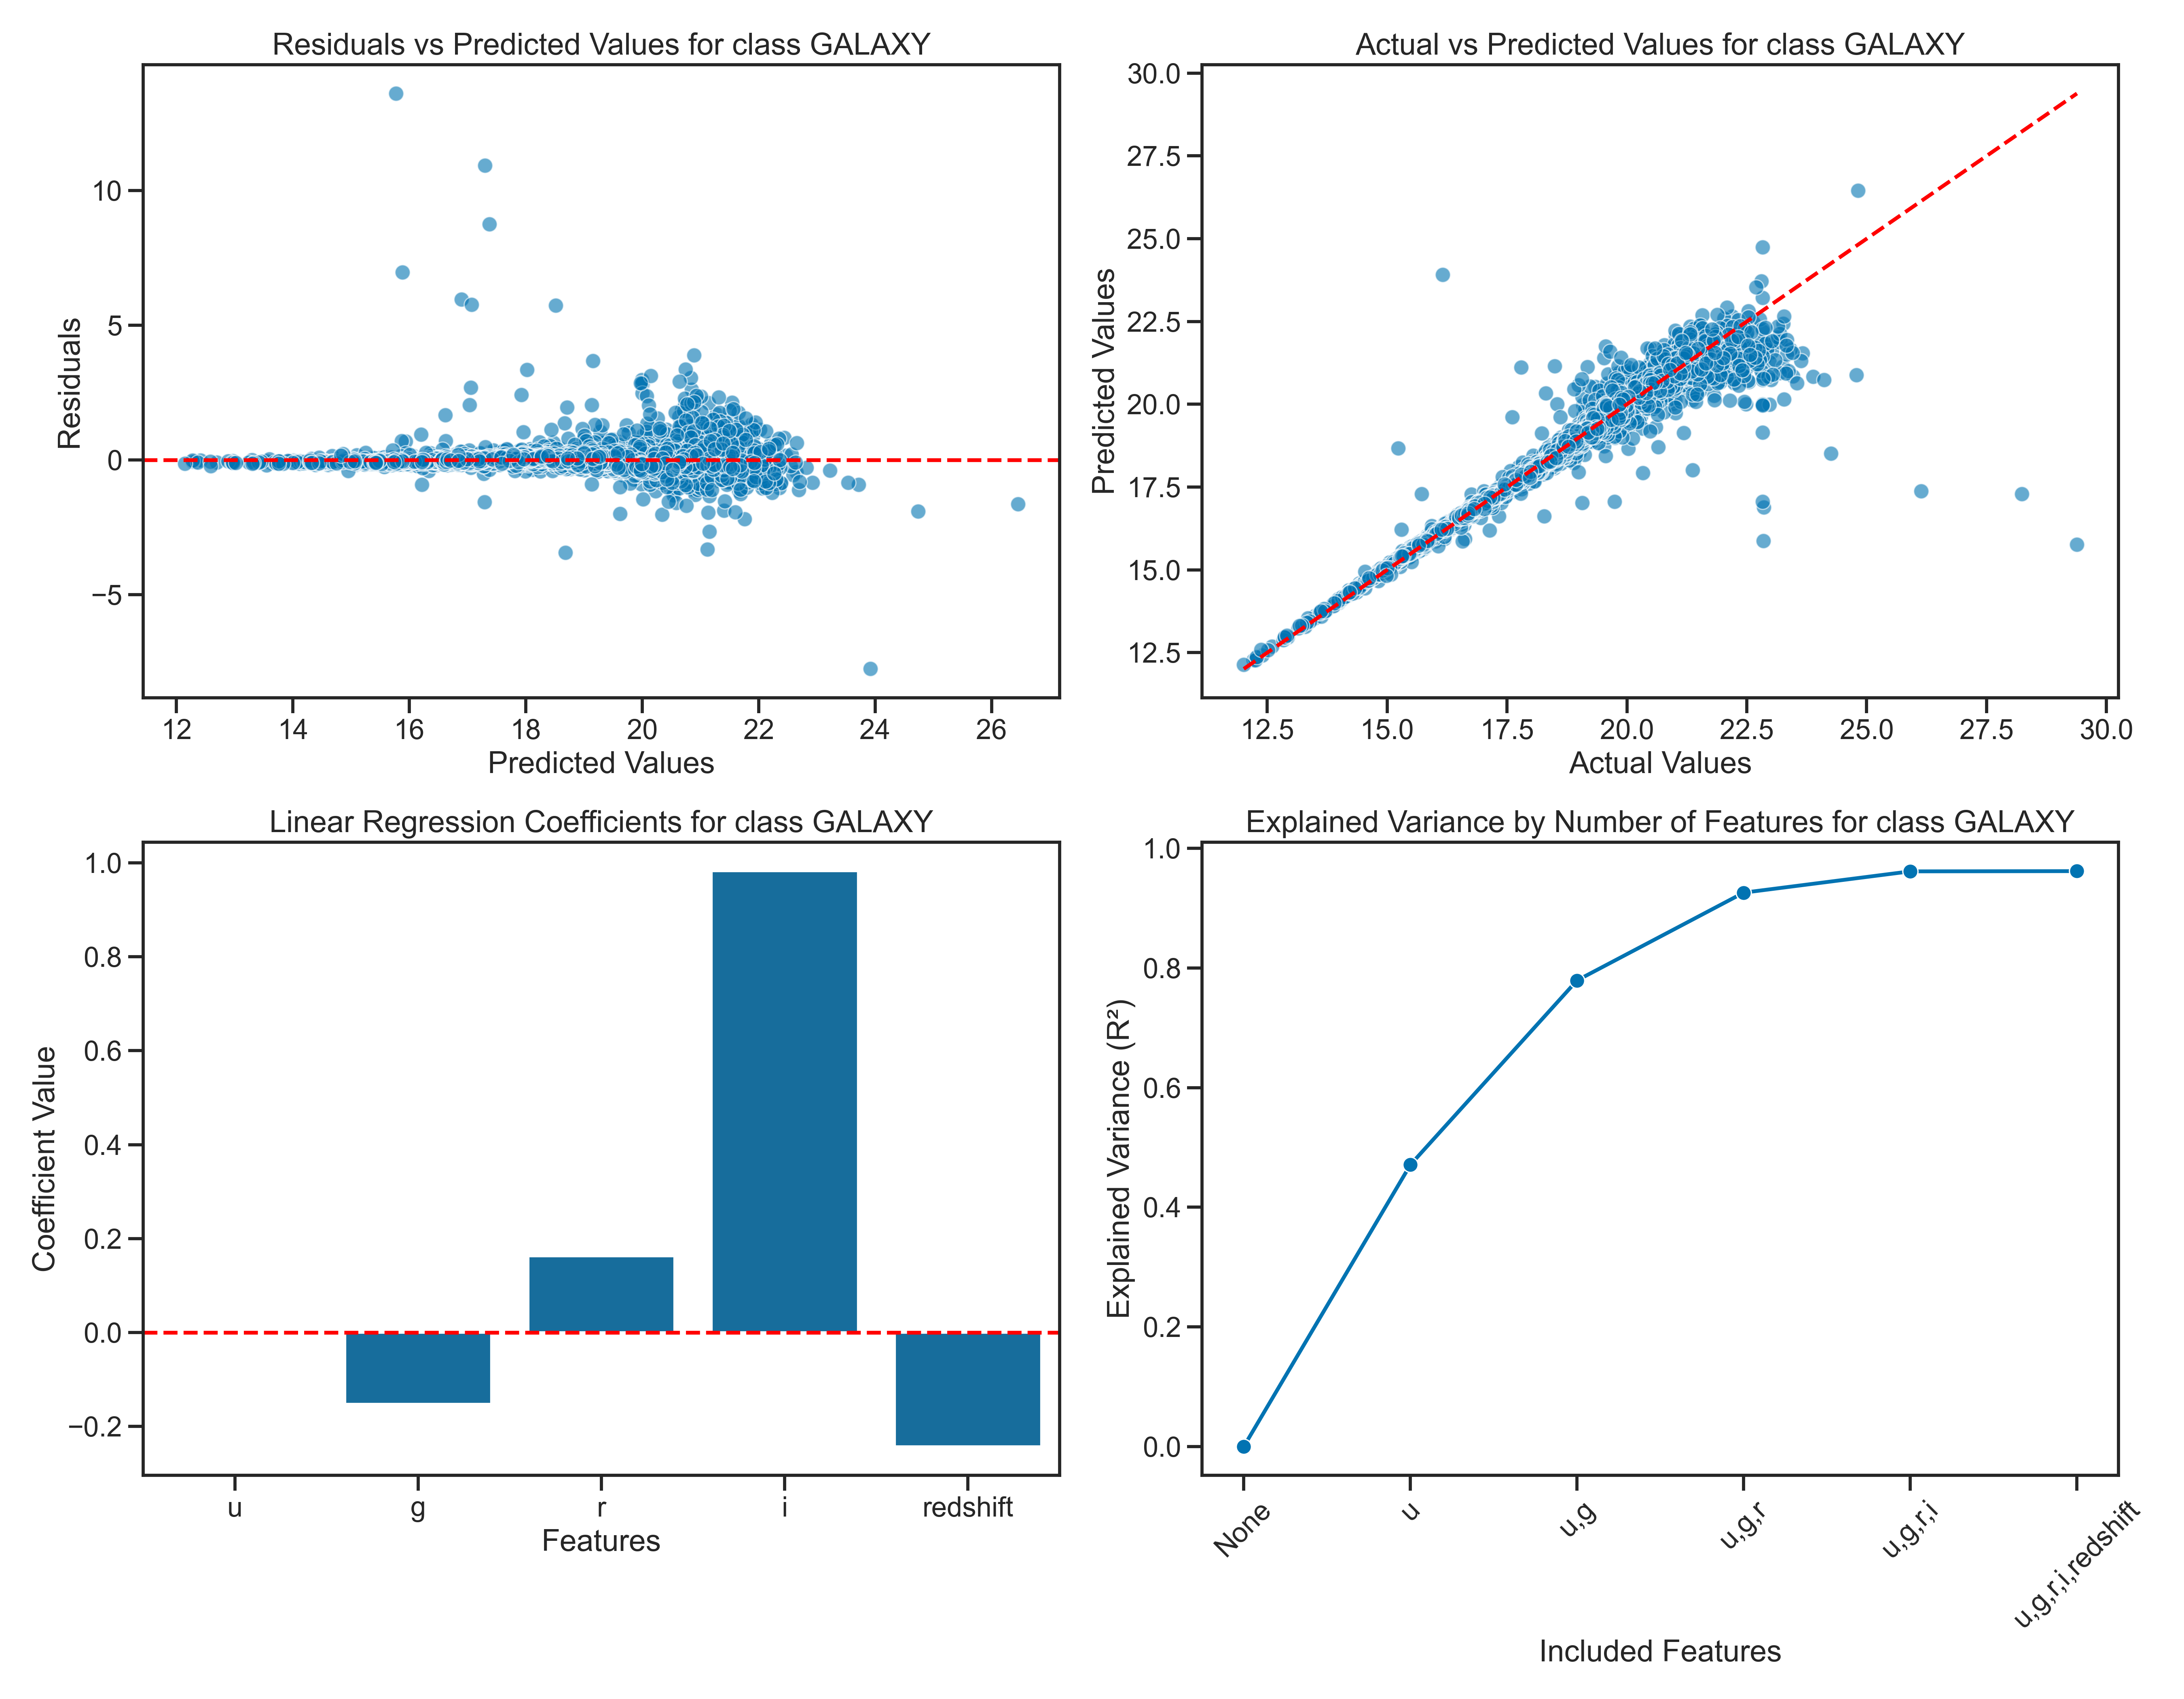 Residuals vs Predicted Values for class GALAXY
10
5
0
−5
Residuals
12 14 16 18 20 22 24 26
Predicted Values
Actual vs Predicted Values for class GALAXY
30.0
27.5
25.0
22.5
20.0
17.5
15.0
12.5
Predicted Values
12.5 15.0 17.5 20.0 22.5 25.0 27.5 30.0
Actual Values
Linear Regression Coefficients for class GALAXY
1.0
0.8
0.6
0.4
0.2
0.0
−0.2
Coefficient Value
u g r i redshift
Features
Explained Variance by Number of Features for class GALAXY
1.0
0.8
0.6
0.4
0.2
0.0
Explained Variance (R²)
None u u,g u,g,r u,g,r,i u,g,r,i,redshift
Included Features